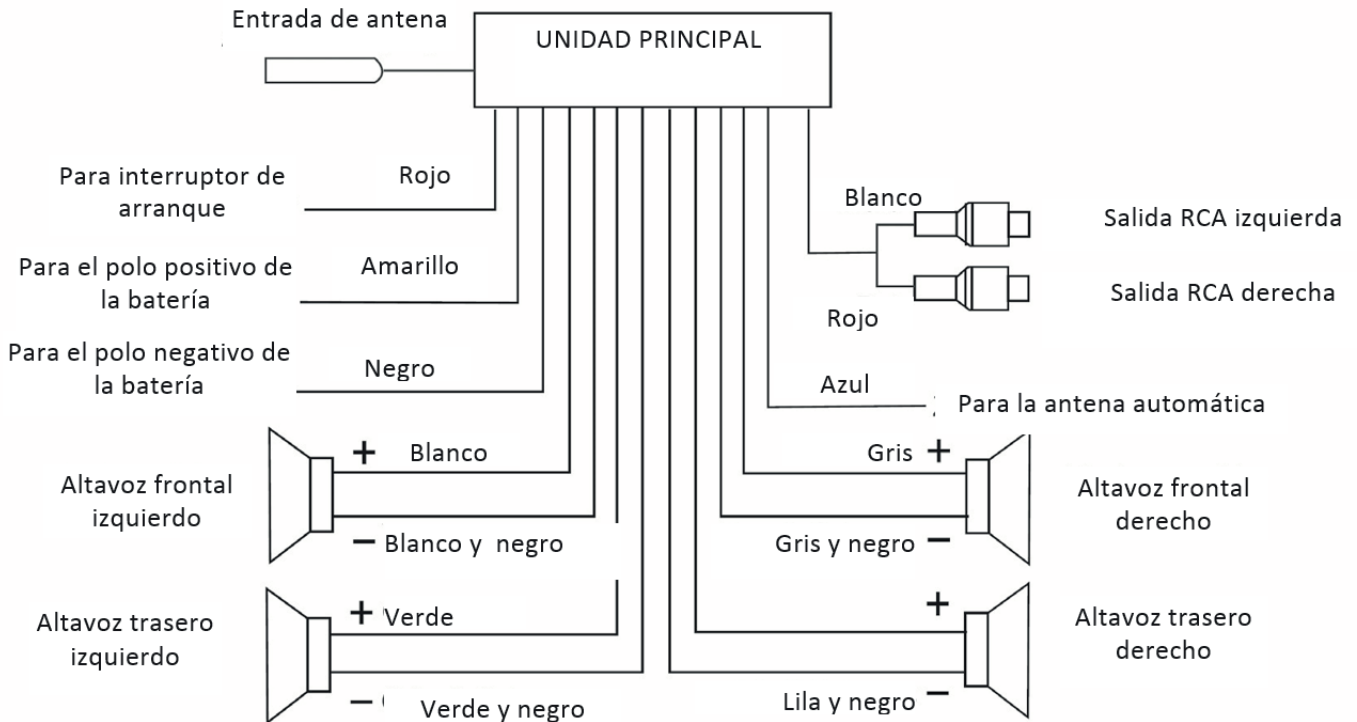 Entrada de antena
UNIDAD PRINCIPAL
Para interruptor de
arranque
Rojo
Para el polo positivo de
la batería
Amarillo
Para el polo negativo de
la batería
Negro
Blanco
Salida RCA izquierda
Salida RCA derecha
Rojo
Azul
Para la antena automática
Altavoz frontal
izquierdo
+ Blanco
– Blanco y negro
Gris +
Gris y negro –
Altavoz frontal
derecho
Altavoz trasero
izquierdo
+ Verde
– Verde y negro
+
Lila y negro –
Altavoz trasero
derecho